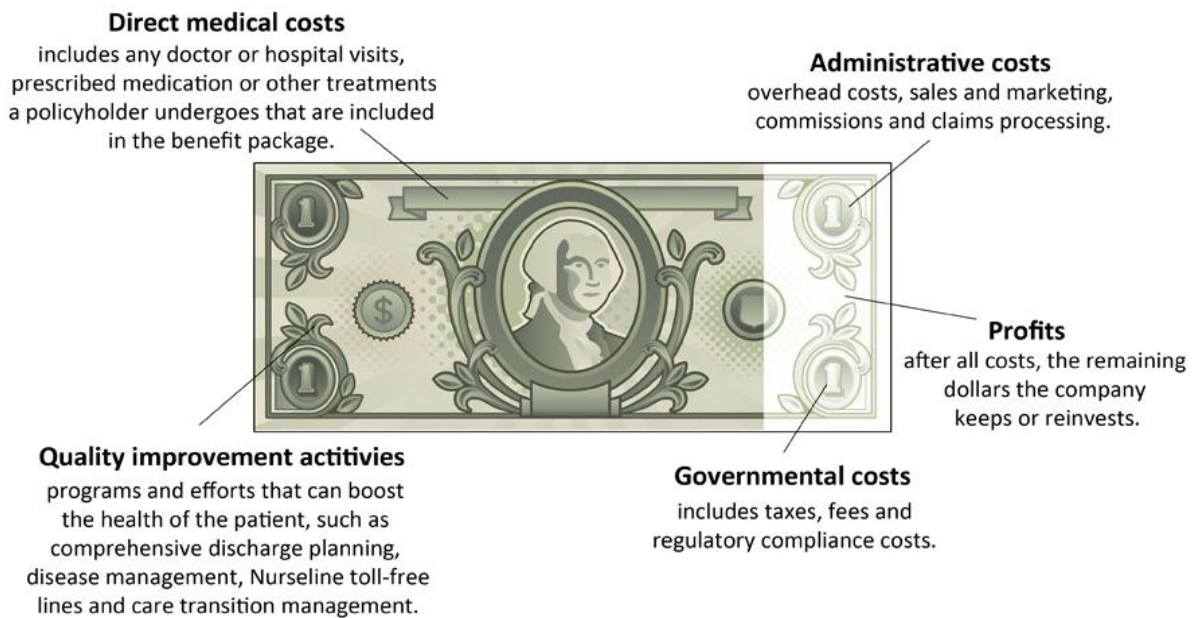 Direct medical costs
includes any doctor or hospital visits,
prescribed medication or other treatments
a policyholder undergoes that are included
in the benefit package.
Administrative costs
overhead costs, sales and marketing,
commissions and claims processing.
1
1
$
1
1
Profits
after all costs, the remaining
dollars the company
keeps or reinvests.
Quality improvement actitivies
programs and efforts that can boost
the health of the patient, such as
comprehensive discharge planning,
disease management, Nurseline toll-free
lines and care transition management.
Governmental costs
includes taxes, fees and
regulatory compliance costs.